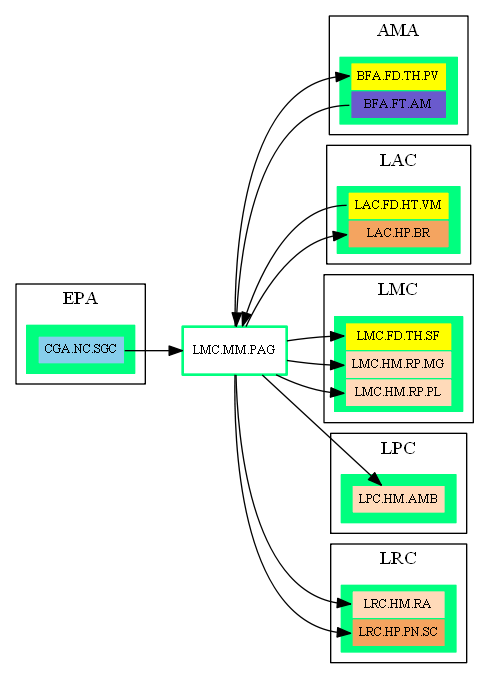 AMA
BFA.FD.TH.PV
BFA.FT.AM
LAC
LAC.FD.HT.VM
LAC.HP.BR
EPA
CGA.NC.SGC
LMC.MM.PAG
LMC
LMC.FD.TH.SF
LMC.HM.RP.MG
LMC.HM.RP.PL
LPC
LPC.HM.AMB
LRC
LRC.HM.RA
LRC.HP.PN.SC